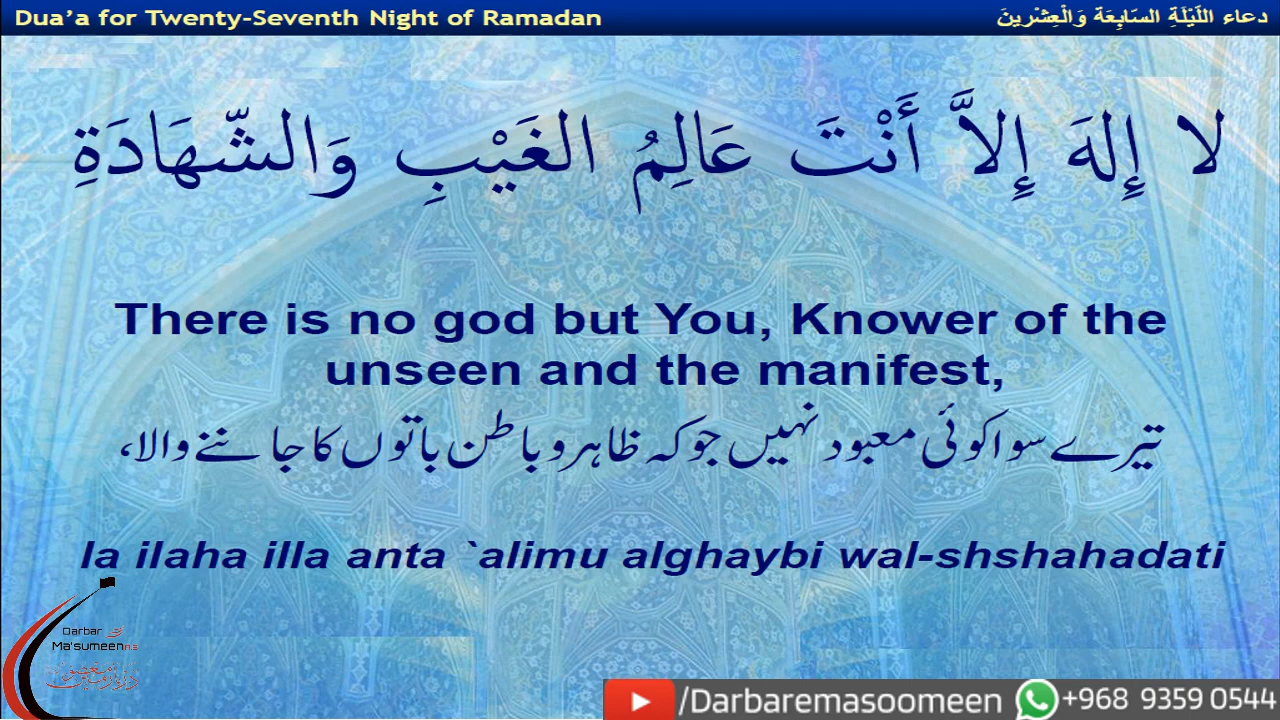 Dua’a for Twenty-Seventh Night of Ramadan
دعاء اللَّيْلَةِ السَّابِعَة وَالْعِشْرِينَ
لا إِلهَ إِلاَّ أَنْتَ عَالِمُ الغَيْبِ وَالشَّهَادَةِ
There is no god but You, Knower of the
unseen and the manifest,
تیرے سوا کوئی معبود نہیں جو کہ ظاہر و باطن باتوں کا جاننے والا،
la ilaha illa anta `alimu alghaybi wal-shshahadati
Darbar
Ma'sumeen A.S
/Darbaremasoomeen
+968 9359 0544